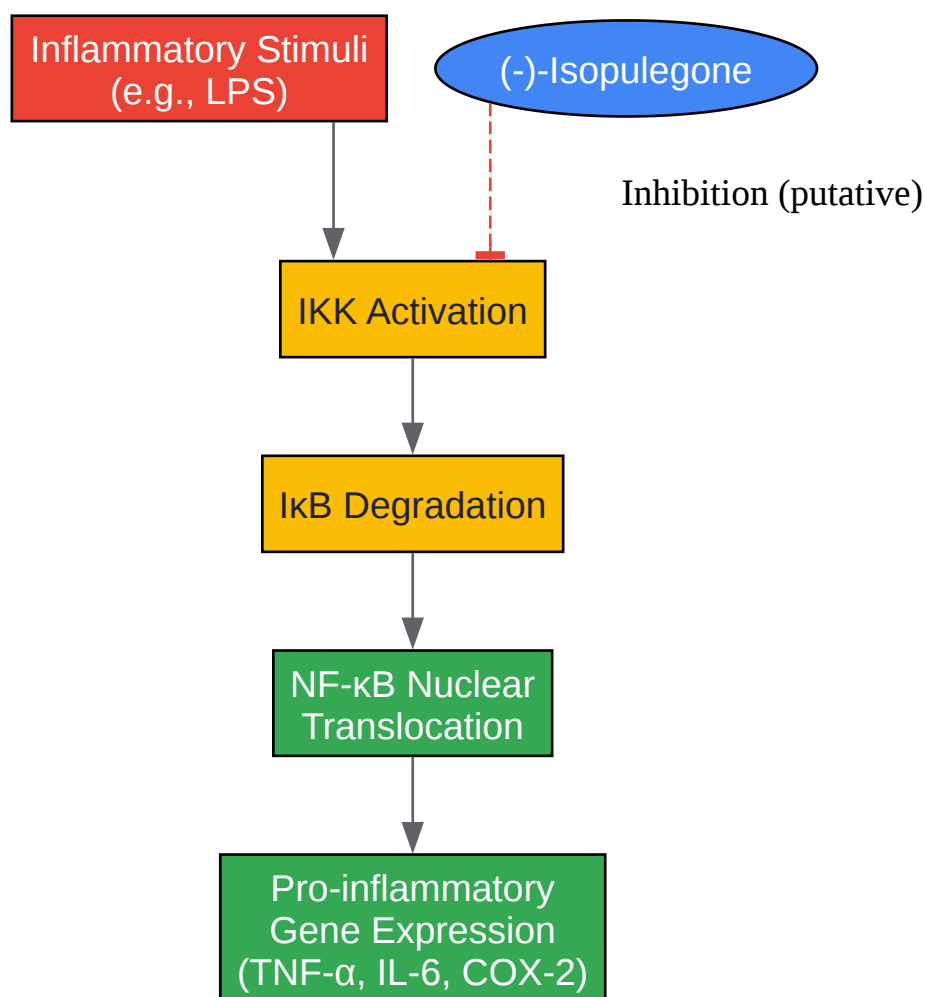 Inflammatory Stimuli
(e.g., LPS)
(-)-Isopulegone
Inhibition (putative)
IKK Activation
IκB Degradation
NF-κB Nuclear
Translocation
Pro-inflammatory
Gene Expression
(TNF-α, IL-6, COX-2)